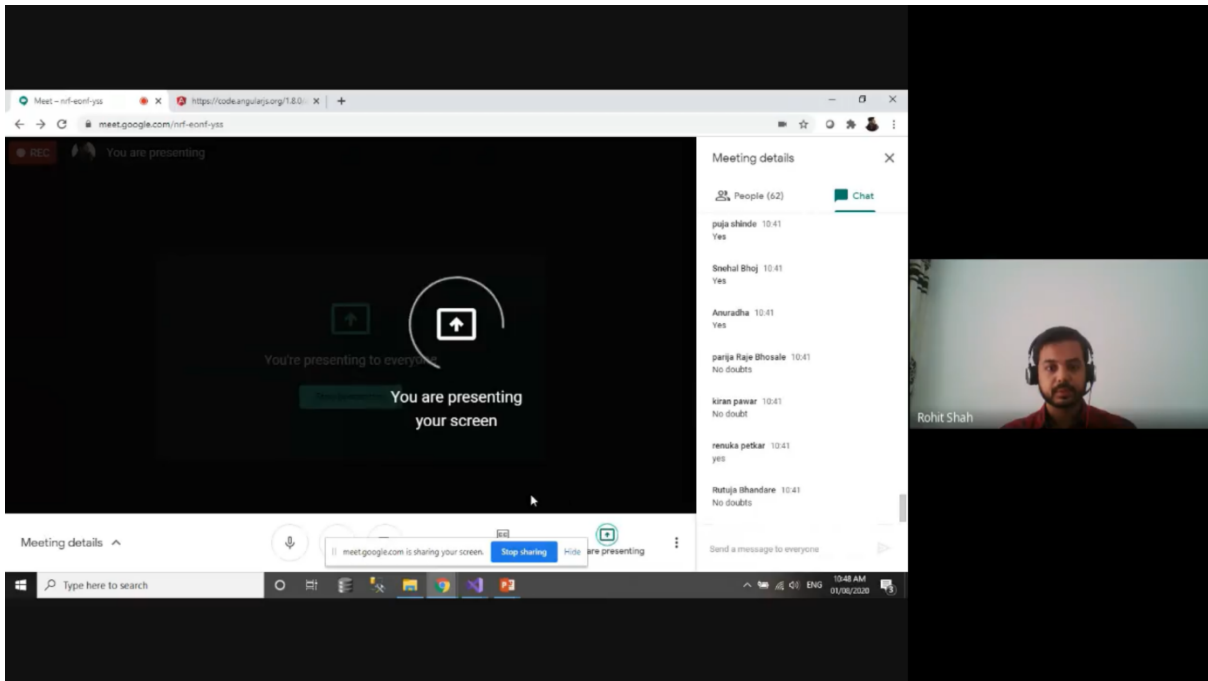 Meet – nrf-eonf-yss
https://code.angularjs.org/1.8.0
meet.google.com/nrf-eonf-yss
REC
You are presenting
Meeting details
People (62)
Chat
puja shinde 10:41
Yes
Snehal Bhoj 10:41
Yes
Anuradha 10:41
Yes
parija Raje Bhosale 10:41
No doubts
kiran pawar 10:41
No doubt
renuka petkar 10:41
yes
Rutuja Bhandare 10:41
No doubts
Send a message to everyone
You're presenting to everyone
You are presenting
your screen
Rohit Shah
Meeting details
meet.google.com is sharing your screen.
Stop sharing
Hide
are presenting
Type here to search
ENG
10:48 AM
01/08/2020